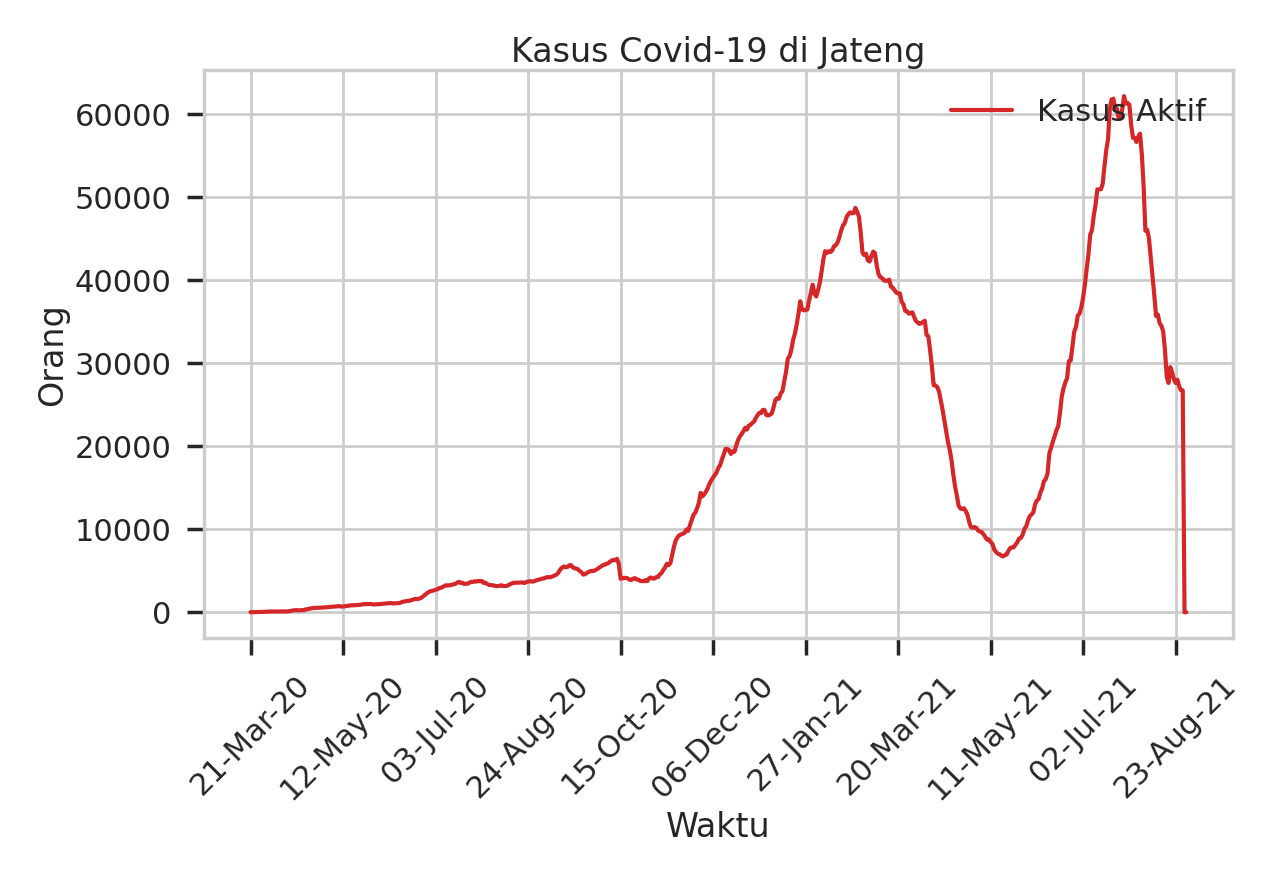 Kasus Covid-19 di Jateng
Kasus Aktif
60000
50000
40000
30000
20000
10000
0
Orang
21-Mar-20
12-May-20
03-Jul-20
24-Aug-20
15-Oct-20
06-Dec-20
27-Jan-21
20-Mar-21
11-May-21
02-Jul-21
23-Aug-21
Waktu